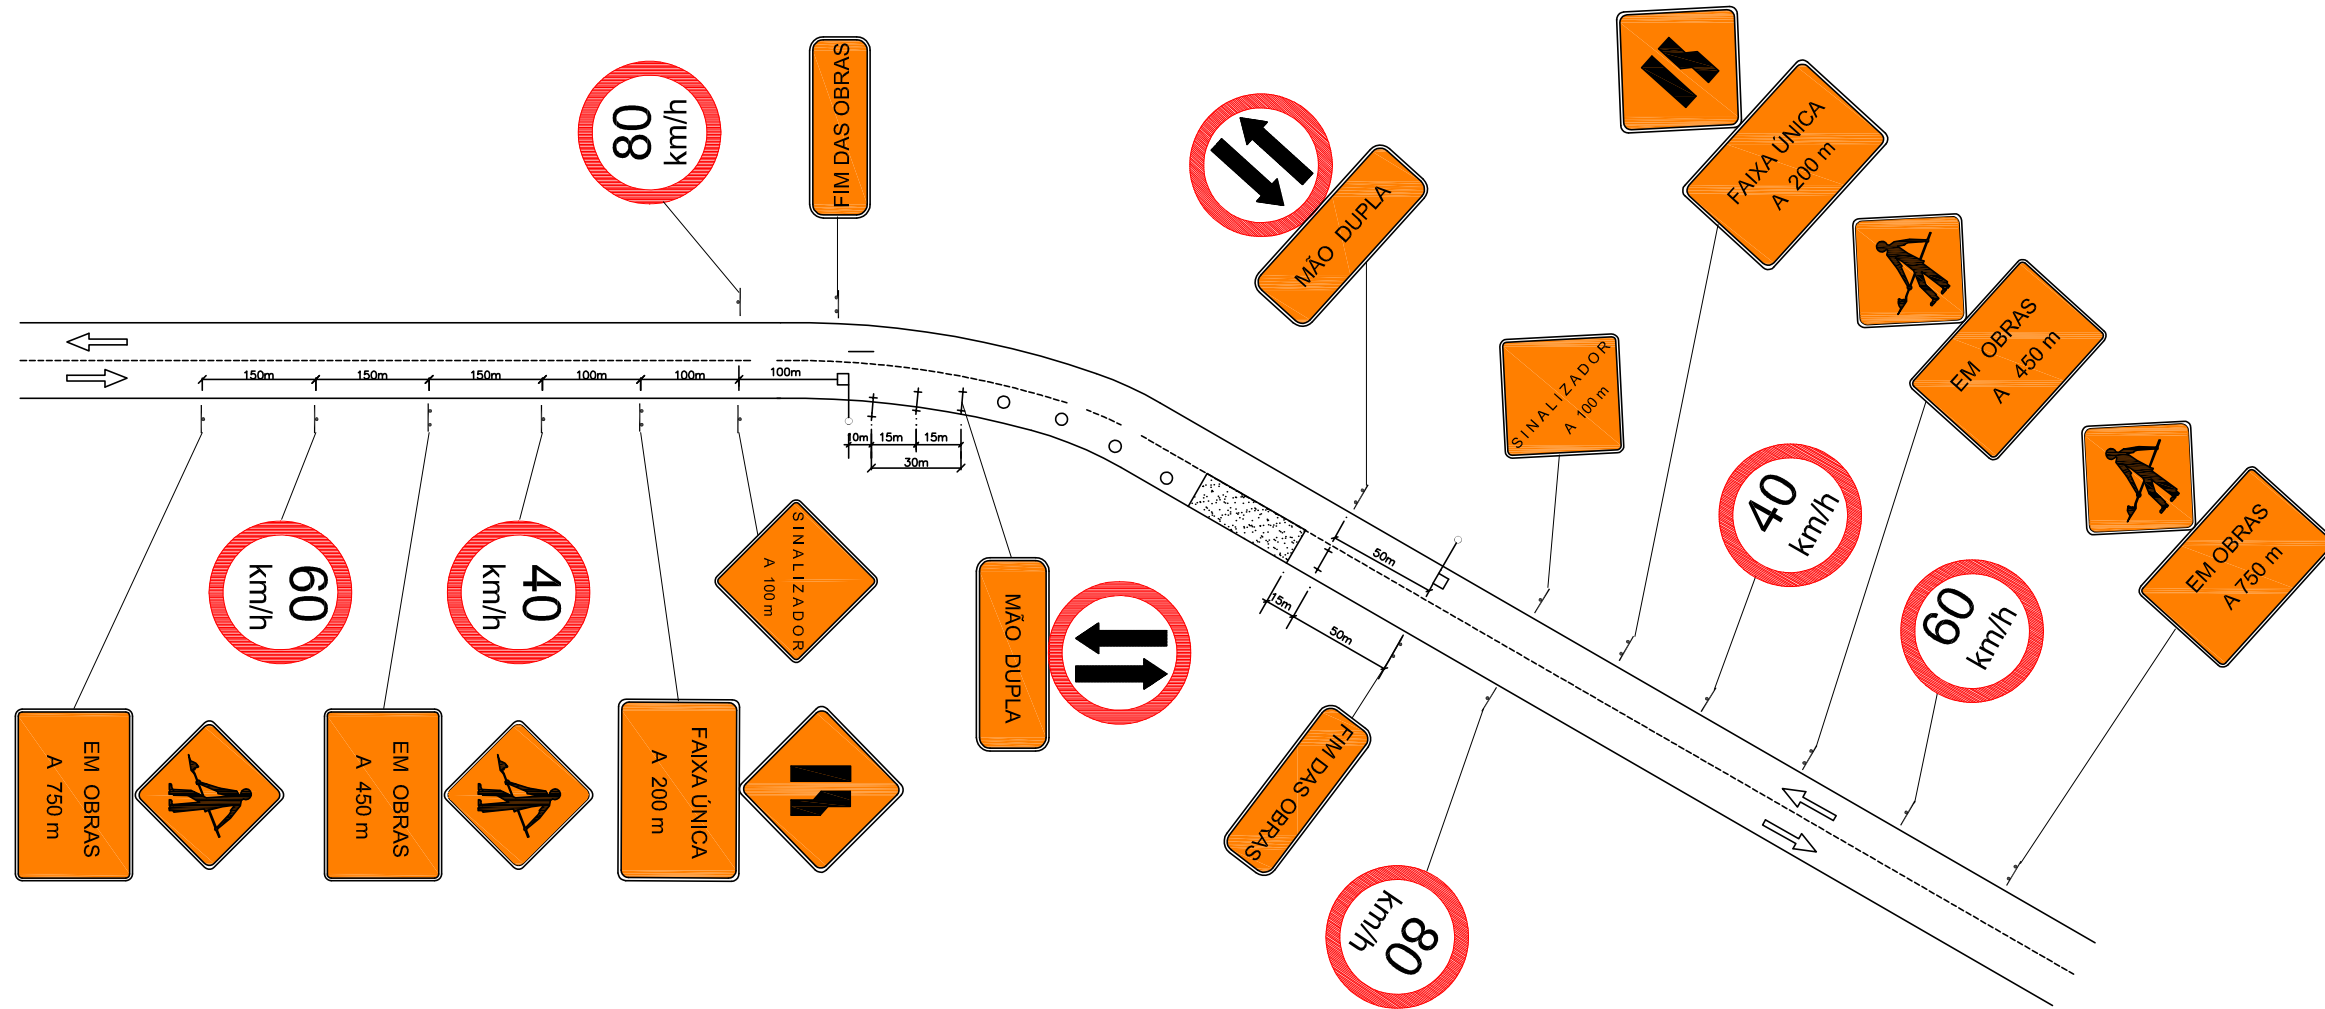 80
km/h
FIM DAS OBRAS
MÃO DUPLA
FAIXA ÚNICA
A 200 m
EM OBRAS
A 450 m
SINALIZADOR
A 100 m
40
km/h
EM OBRAS
A 750 m
60
km/h
150m
150m
150m
100m
100m
100m
10m
15m
15m
30m
50m
15m
50m
60
km/h
40
km/h
SINALIZADOR
A 100 m
MÃO DUPLA
EM OBRAS
A 750 m
EM OBRAS
A 450 m
FAIXA ÚNICA
A 200 m
FIM DAS OBRAS
80
km/h